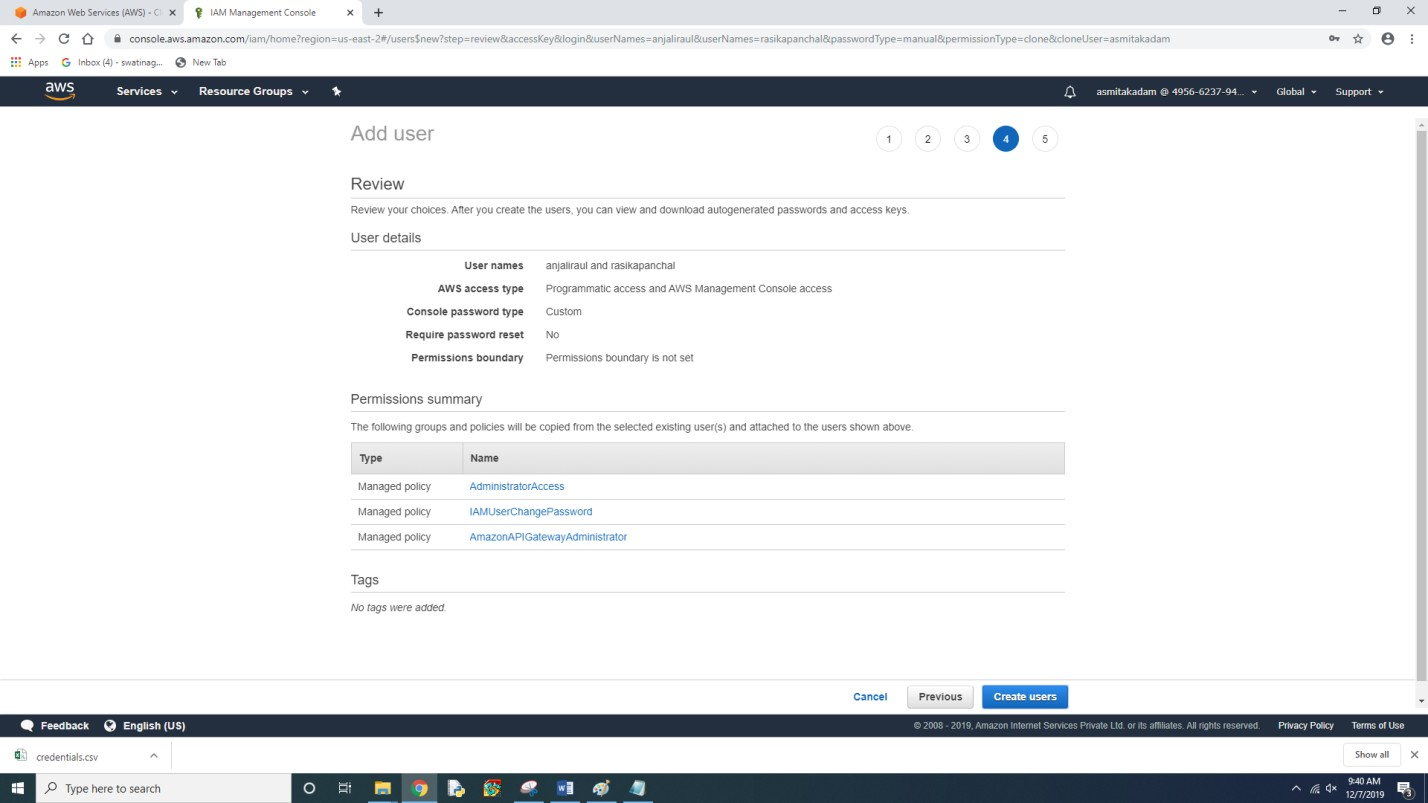 Amazon Web Services (AWS) - Cl
IAM Management Console
console.aws.amazon.com/iam/home?region=us-east-2#/users$new?step=review&accessKey&login&userNames=anjaliraul&userNames=rasikapanchal&passwordType=manual&permissionType=clone&cloneUser=asmitakadam
Apps Inbox (4) - swatinag... New Tab
aws Services Resource Groups asmitakadam @ 4956-6237-94... Global Support
Add user 1 2 3 4 5
Review
Review your choices. After you create the users, you can view and download autogenerated passwords and access keys.
User details
User names anjaliraul and rasikapanchal
AWS access type Programmatic access and AWS Management Console access
Console password type Custom
Require password reset No
Permissions boundary Permissions boundary is not set
Permissions summary
The following groups and policies will be copied from the selected existing user(s) and attached to the users shown above.
Type Name
Managed policy AdministratorAccess
Managed policy IAMUserChangePassword
Managed policy AmazonAPIGatewayAdministrator
Tags
No tags were added.
Cancel Previous Create users
Feedback English (US) © 2008 - 2019, Amazon Internet Services Private Ltd. or its affiliates. All rights reserved. Privacy Policy Terms of Use
credentials.csv Show all
Type here to search
9:40 AM
12/7/2019
3